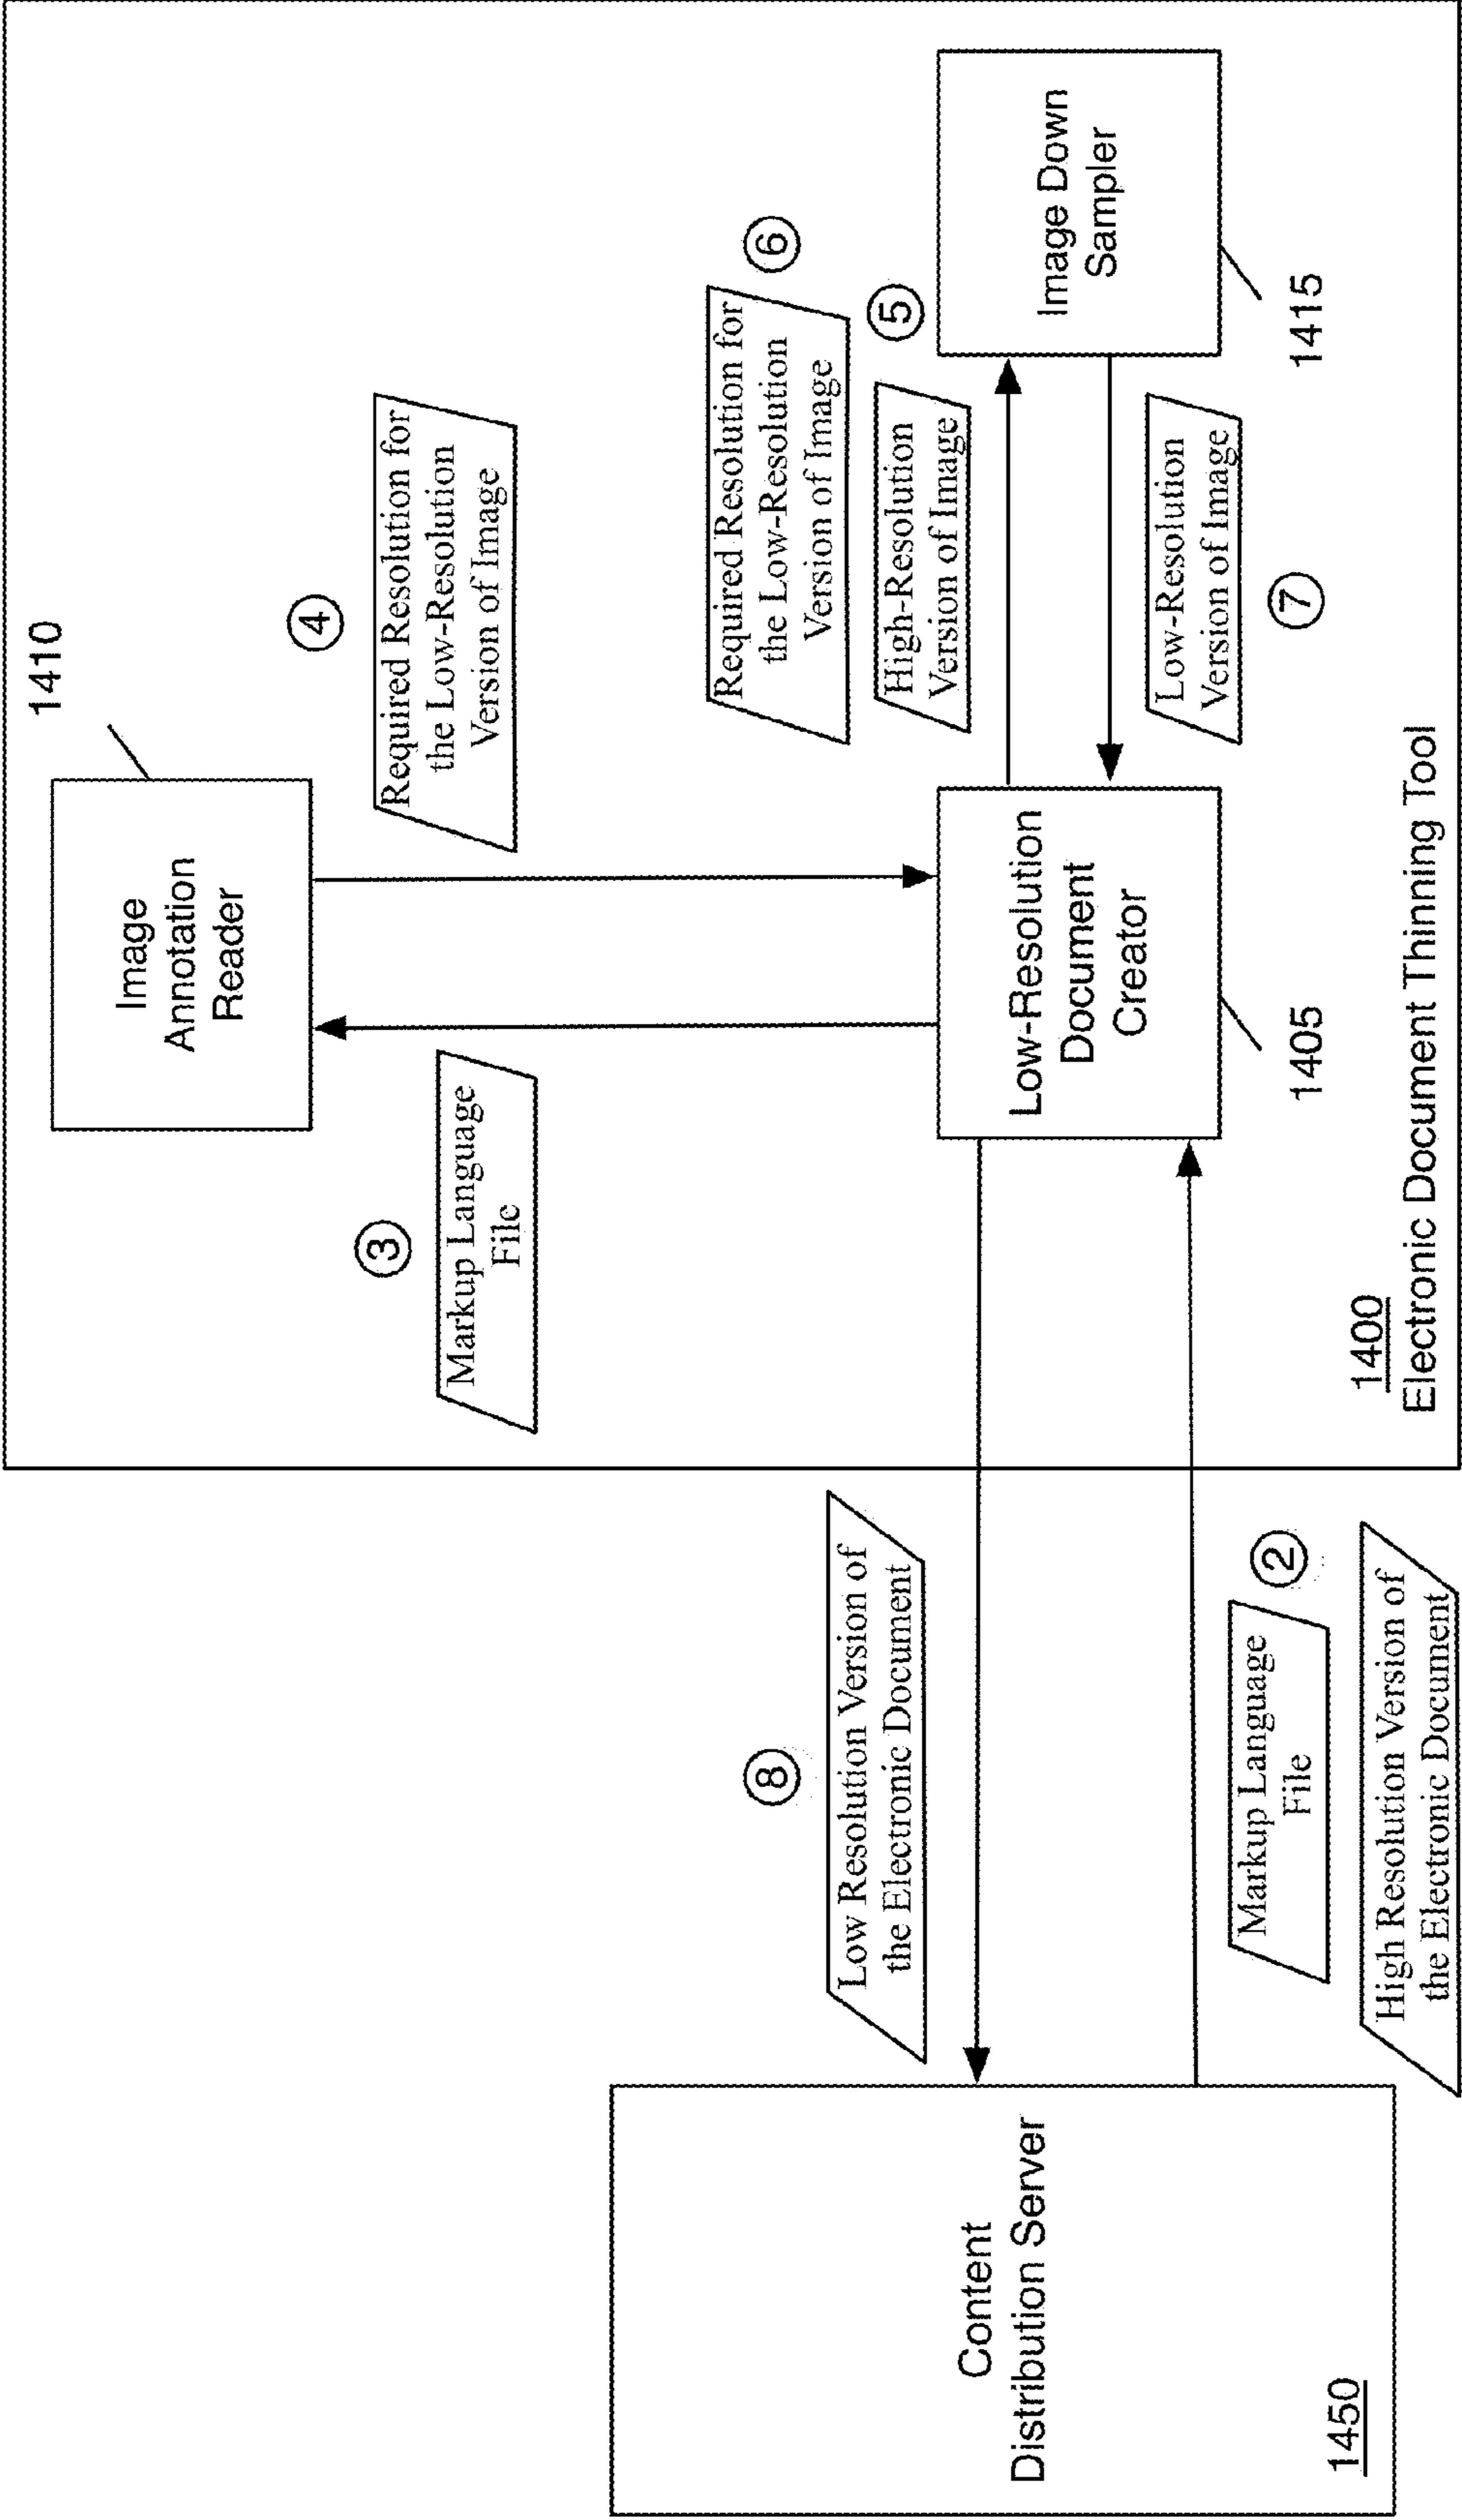 1410
Image
Annotation
Reader
④
Required Resolution for
the Low-Resolution
Version of Image
③
Markup Language
File
⑥
Required Resolution for
the Low-Resolution
Version of Image
⑤
High-Resolution
Version of Image
⑧
Low Resolution Version of
the Electronic Document
Content
Distribution Server
1450
Low-Resolution
Document
Creator
1405
Image Down
Sampler
1415
Low-Resolution
Version of Image
⑦
②
Markup Language
File
High Resolution Version of
the Electronic Document
1400
Electronic Document Thinning Tool